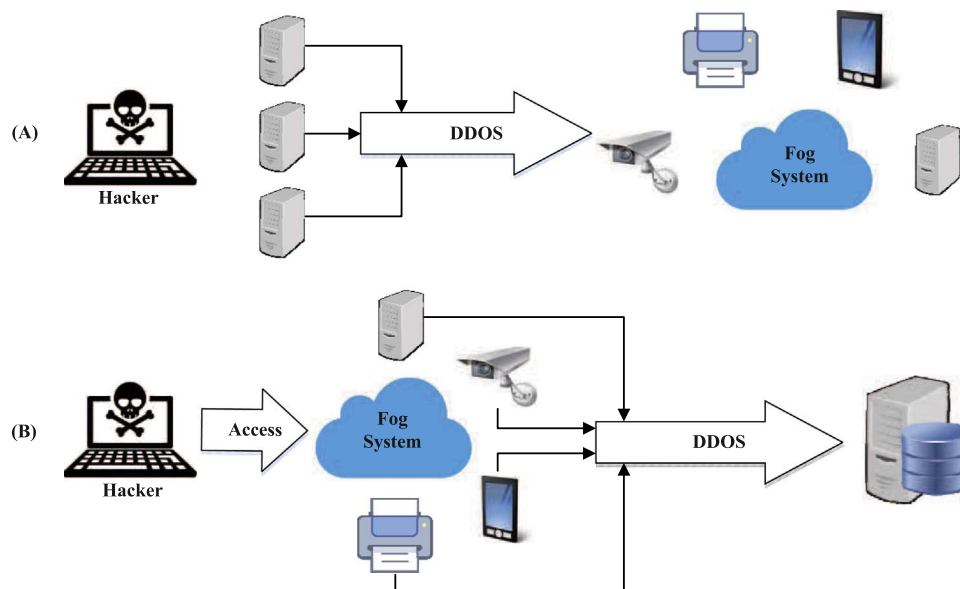 (A)
Hacker
DDOS
Fog
System
(B)
Hacker
Access
Fog
System
DDOS